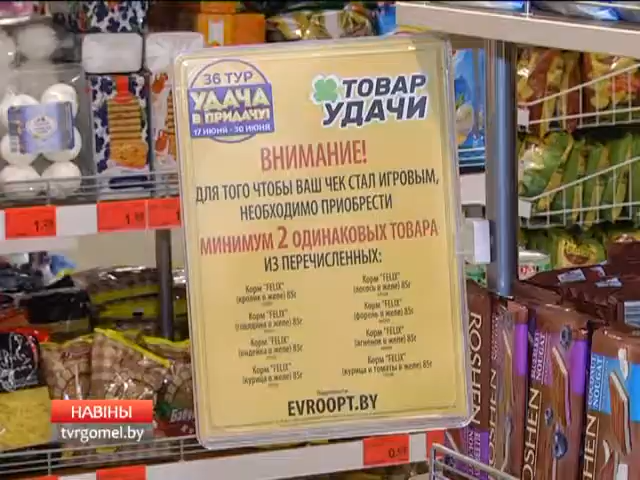 36 ТУР
УДАЧА
В ПРИДАЧУ!
17 ИЮНЯ - 30 ИЮНЯ
ТОВАР
УДАЧИ
ВНИМАНИЕ!
ДЛЯ ТОГО ЧТОБЫ ВАШ ЧЕК СТАЛ ИГРОВЫМ,
НЕОБХОДИМО ПРИОБРЕСТИ
МИНИМУМ 2 ОДИНАКОВЫХ ТОВАРА
ИЗ ПЕРЕЧИСЛЕННЫХ:
Корм "FELIX"
(кролик в желе) 85г
Корм "FELIX"
(говядина в желе) 85г
Корм "FELIX"
(индейка в желе) 85г
Корм "FELIX"
(курица в желе) 85г
Корм "FELIX"
(лосось в желе) 85г
Корм "FELIX"
(форель в желе) 85г
Корм "FELIX"
(ягненок в желе) 85г
Корм "FELIX"
(курица и томаты в желе) 85г
EVROOPT.BY
ROSHEN
ROSHEN
ROSHEN
NOUGAT
НАВІНЫ
tvrgomel.by